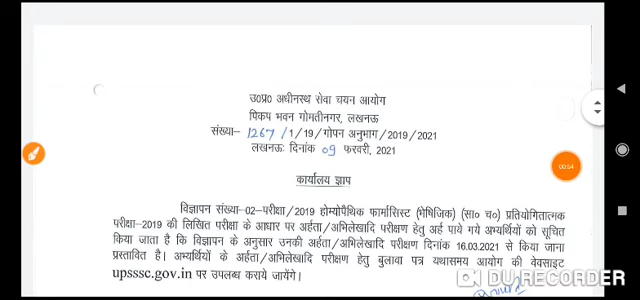 उ०प्र० अधीनस्थ सेवा चयन आयोग
पिकप भवन गोमतीनगर, लखनऊ
संख्या- 1267/1/19/गोपन अनुभाग/2019/2021
लखनऊः दिनांक 09 फरवरी, 2021
00:54
कार्यालय ज्ञाप
विज्ञापन संख्या-02-परीक्षा/2019 होम्योपैथिक फार्मासिस्ट (भेषजिक) (सा० च०) प्रतियोगितात्मक
परीक्षा-2019 की लिखित परीक्षा के आधार पर अर्हता/अभिलेखादि परीक्षण हेतु अर्ह पाये गये अभ्यर्थियों को सूचित
किया जाता है कि विज्ञापन के अनुसार उनकी अर्हता/अभिलेखादि परीक्षण दिनांक 16.03.2021 से किया जाना
प्रस्तावित है। अभ्यर्थियों के अर्हता/अभिलेखादि परीक्षण हेतु बुलावा पत्र यथासमय आयोग की वेवसाइट
upsssc.gov.in पर उपलब्ध कराये जायेंगे।
DU RECORDER